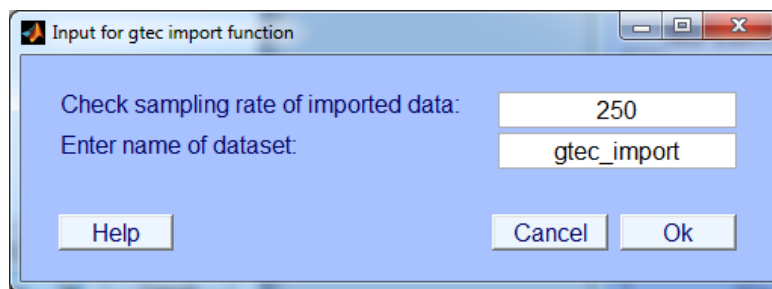 Input for gtec import function
Check sampling rate of imported data: 250
Enter name of dataset: gtec_import
Help Cancel Ok